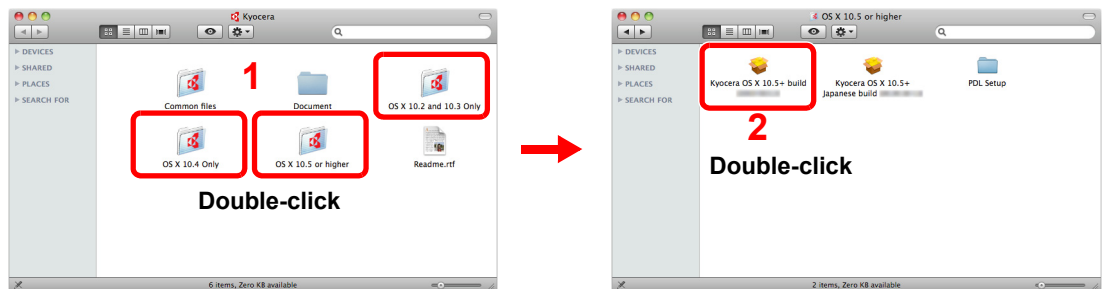 Kyocera
DEVICES
SHARED
PLACES
SEARCH FOR
1
Common files
Document
OS X 10.2 and 10.3 Only
OS X 10.4 Only
OS X 10.5 or higher
Readme.rtf
Double-click
6 items, Zero KB available
OS X 10.5 or higher
DEVICES
SHARED
PLACES
SEARCH FOR
Kyocera OS X 10.5+ build
Kyocera OS X 10.5+
Japanese build
PDL Setup
2
Double-click
2 items, Zero KB available